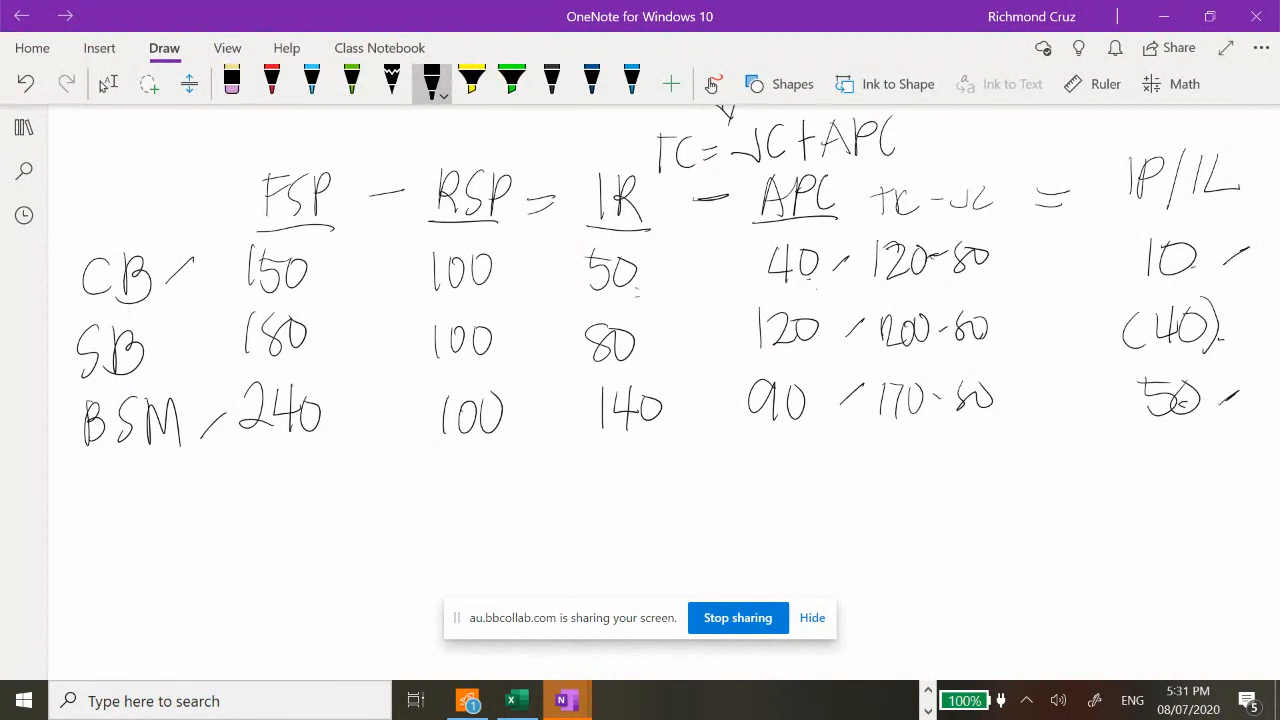 OneNote for Windows 10
Richmond Cruz
Home Insert Draw View Help Class Notebook Share
Shapes Ink to Shape Ink to Text Ruler Math
TC = JC + APC
FSP - RSP = IR - APC TC - JC = IP/IL
CB / 150 100 50 40 / 120-80 10 /
SB 180 100 80 120 / 200-80 (40).
BSM / 240 100 140 90 / 170-80 50 /
au.bbcollab.com is sharing your screen. Stop sharing Hide
Type here to search
1
100%
ENG
5:31 PM
08/07/2020
5